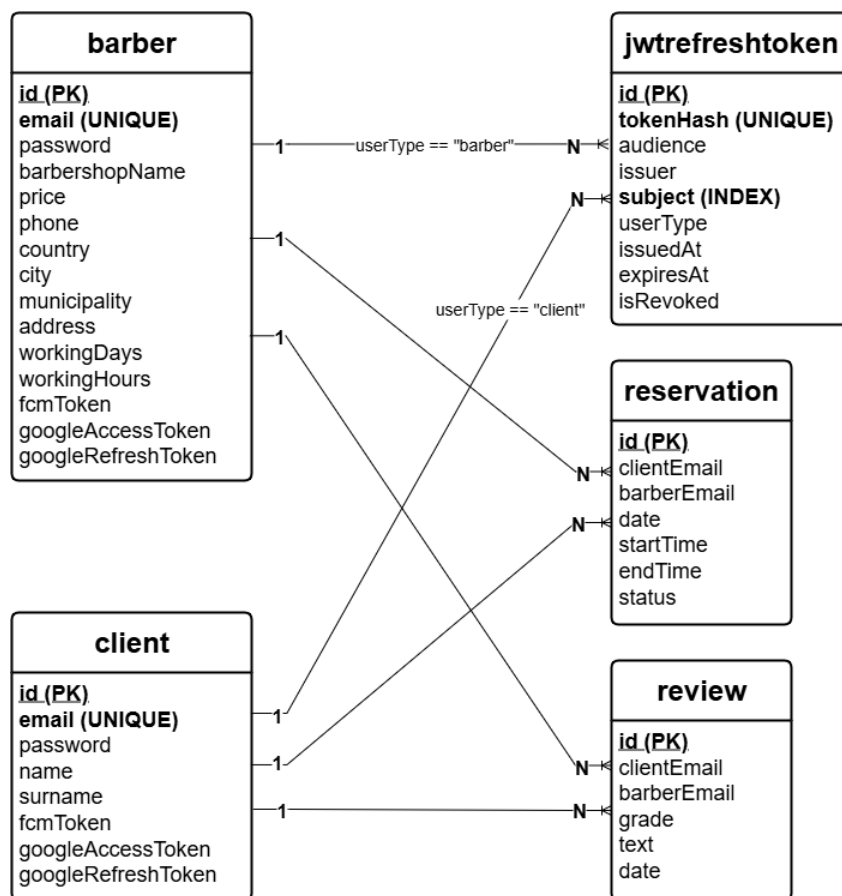 barber
id (PK)
email (UNIQUE)
password
barbershopName
price
phone
country
city
municipality
address
workingDays
workingHours
fcmToken
googleAccessToken
googleRefreshToken
1
userType == "barber"
N
1
1
jwtrefreshtoken
id (PK)
tokenHash (UNIQUE)
audience
issuer
subject (INDEX)
userType
issuedAt
expiresAt
isRevoked
N
userType == "client"
reservation
id (PK)
clientEmail
barberEmail
date
startTime
endTime
status
N
N
client
id (PK)
email (UNIQUE)
password
name
surname
fcmToken
googleAccessToken
googleRefreshToken
1
1
1
review
id (PK)
clientEmail
barberEmail
grade
text
date
N
N